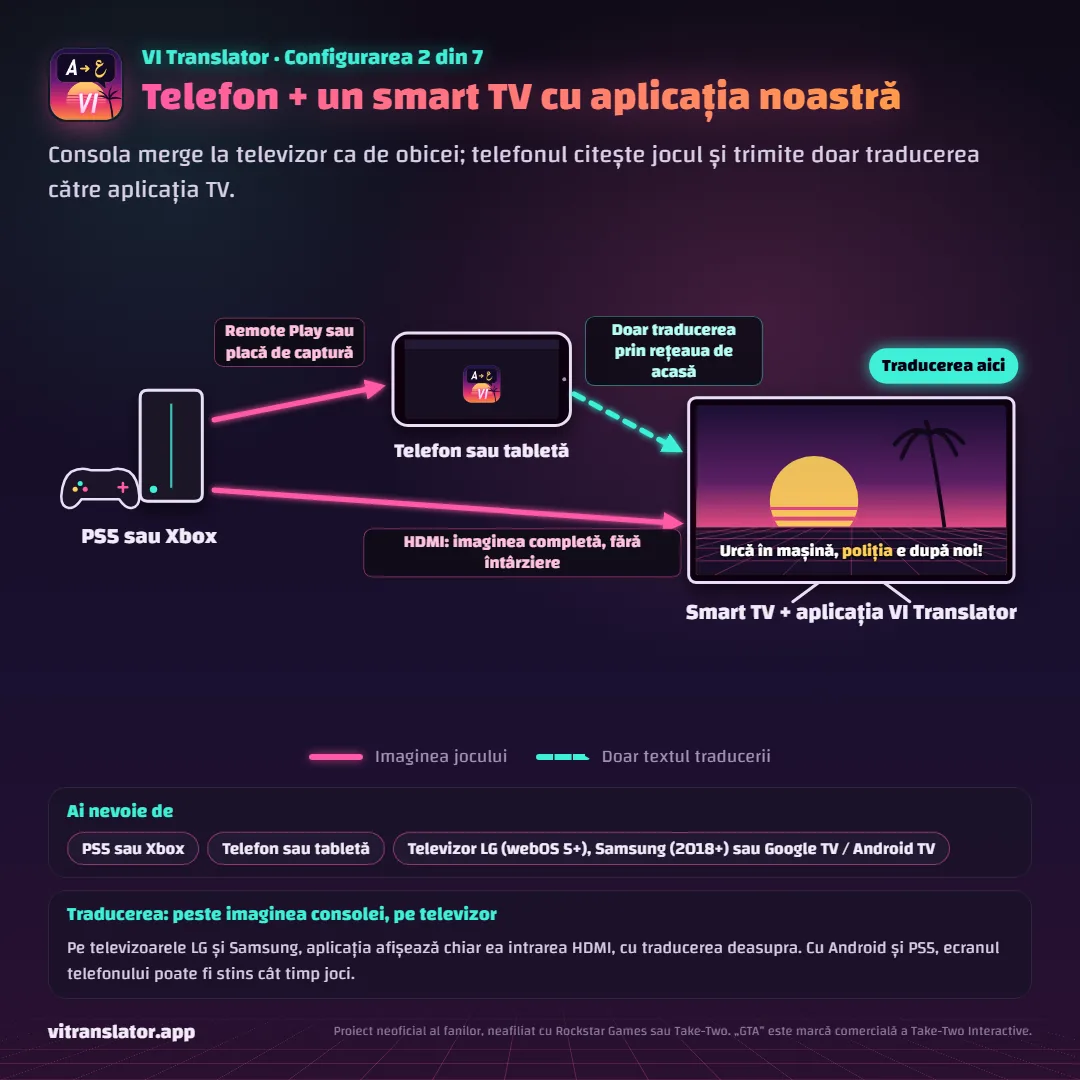 A→ع
VI
VI Translator · Configurarea 2 din 7
Telefon + un smart TV cu aplicația noastră
Consola merge la televizor ca de obicei; telefonul citește jocul și trimite doar traducerea
către aplicația TV.
Remote Play sau
placă de captură
Doar traducerea
prin rețeaua de
acasă
Traducerea aici
A→ع
VI
Telefon sau tabletă
PS5 sau Xbox
HDMI: imaginea completă, fără
întârziere
Urcă în mașină, poliția e după noi!
Smart TV + aplicația VI Translator
Imaginea jocului
Doar textul traducerii
Ai nevoie de
PS5 sau Xbox
Telefon sau tabletă
Televizor LG (webOS 5+), Samsung (2018+) sau Google TV / Android TV
Traducerea: peste imaginea consolei, pe televizor
Pe televizoarele LG și Samsung, aplicația afișează chiar ea intrarea HDMI, cu traducerea deasupra. Cu Android și PS5, ecranul
telefonului poate fi stins cât timp joci.
vitranslator.app
Proiect neoficial al fanilor, neafiliat cu Rockstar Games sau Take-Two. „GTA” este marcă comercială a Take-Two Interactive.